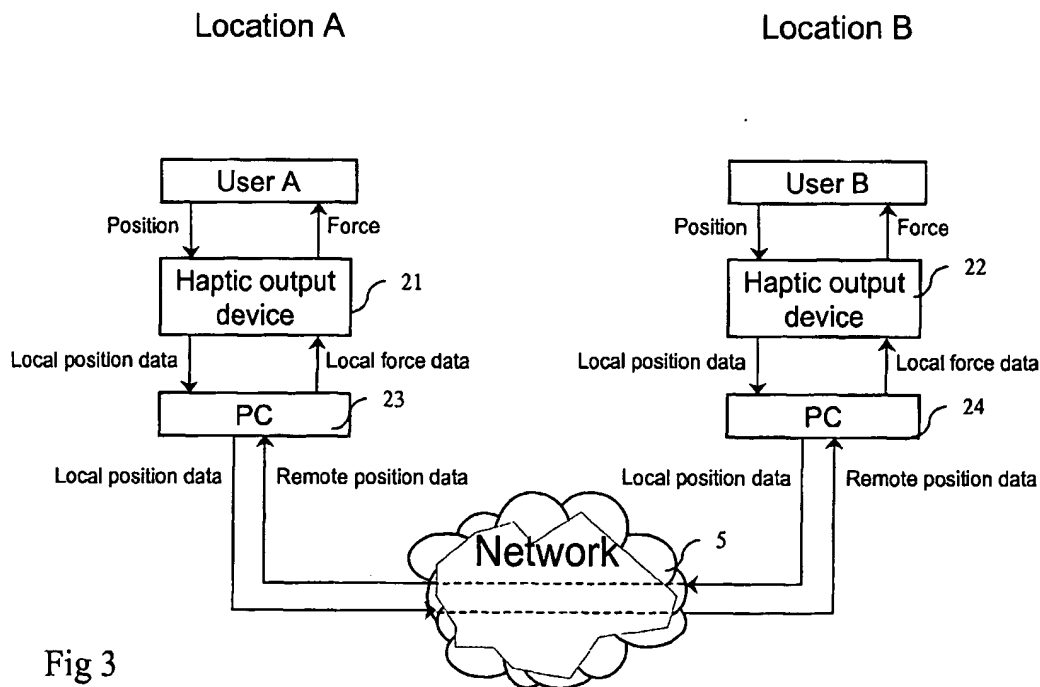 Location A
Location B
User A
User B
Position
Force
Position
Force
Haptic output
device
21
Haptic output
device
22
Local position data
Local force data
Local position data
Local force data
PC
23
PC
24
Local position data
Remote position data
Local position data
Remote position data
Network
5
Fig 3